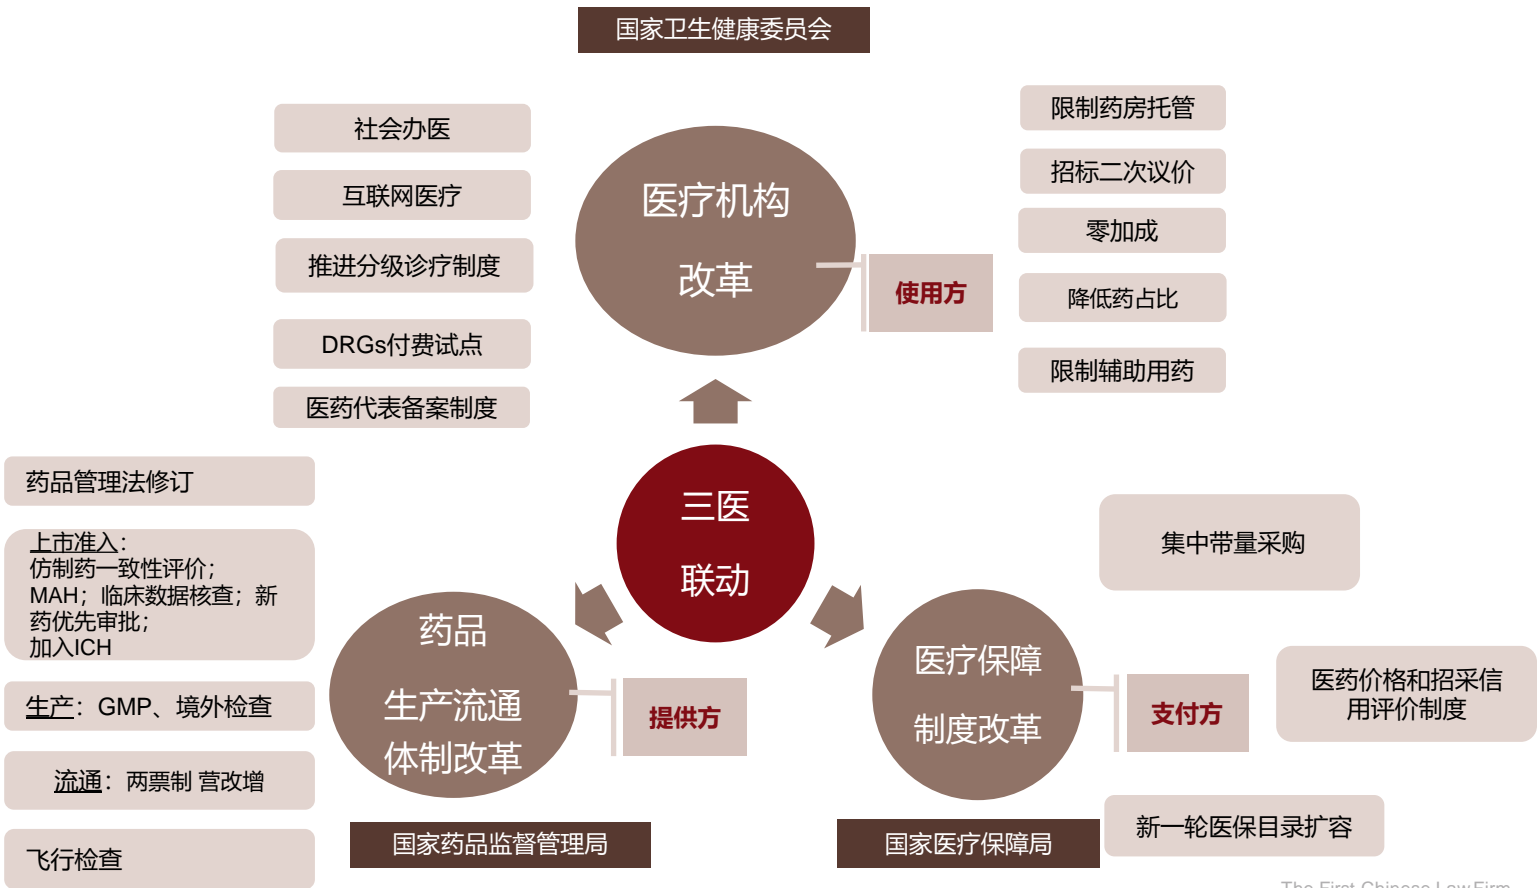 国家卫生健康委员会
社会办医
互联网医疗
推进分级诊疗制度
DRGs付费试点
医药代表备案制度
医疗机构
改革
使用方
限制药房托管
招标二次议价
零加成
降低药占比
限制辅助用药
三医
联动
药品管理法修订
上市准入：
仿制药一致性评价；
MAH；临床数据核查；新
药优先审批；
加入ICH
生产：GMP、境外检查
流通：两票制 营改增
飞行检查
药品
生产流通
体制改革
提供方
国家药品监督管理局
医疗保障
制度改革
支付方
国家医疗保障局
集中带量采购
医药价格和招采信
用评价制度
新一轮医保目录扩容
The First Chinese Law Firm